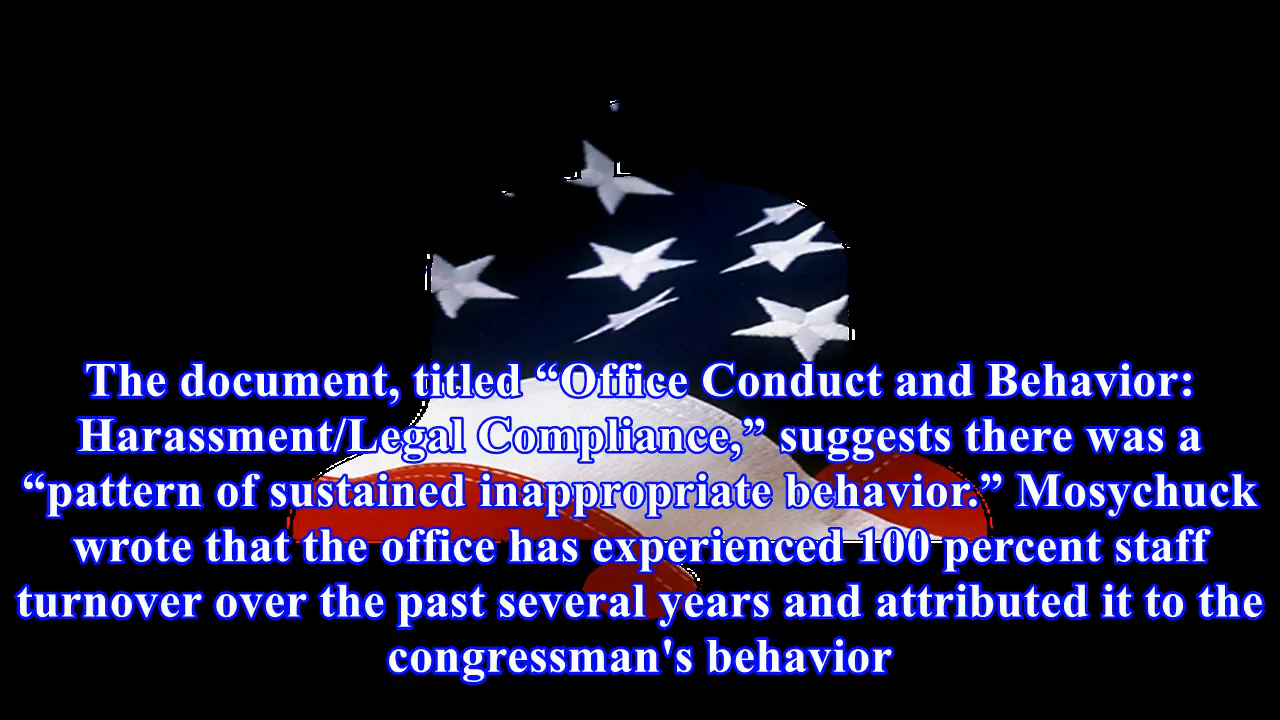 The document, titled “Office Conduct and Behavior:
Harassment/Legal Compliance,” suggests there was a
“pattern of sustained inappropriate behavior.” Mosychuck
wrote that the office has experienced 100 percent staff
turnover over the past several years and attributed it to the
congressman's behavior